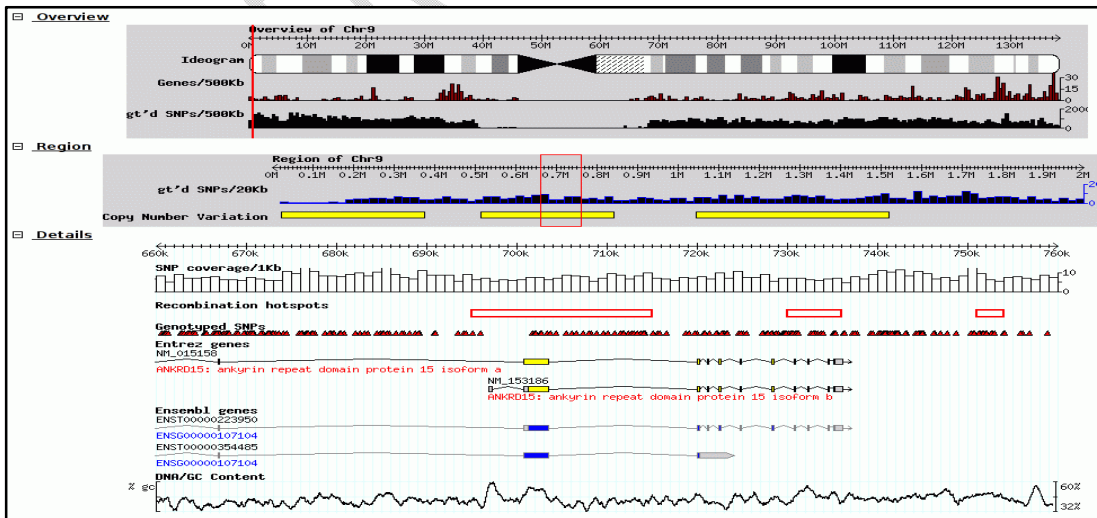 Overview
Overview of Chr9
0M 10M 20M 30M 40M 50M 60M 70M 80M 90M 100M 110M 120M 130M
Ideogram
Genes/500Kb
30
15
0
gt'd SNPs/500Kb
2000
0
Region
Region of Chr9
0M 0.1M 0.2M 0.3M 0.4M 0.5M 0.6M 0.7M 0.8M 0.9M 1M 1.1M 1.2M 1.3M 1.4M 1.5M 1.6M 1.7M 1.8M 1.9M 2M
gt'd SNPs/20Kb
0
Copy Number Variation
Details
660k 670k 680k 690k 700k 710k 720k 730k 740k 750k 760k
SNP coverage/1Kb
10
0
Recombination hotspots
Genotyped SNPs
Entrez genes
NM_015158
ANKRD15: ankyrin repeat domain protein 15 isoform a
NM_153186
ANKRD15: ankyrin repeat domain protein 15 isoform b
Ensembl genes
ENST00000223950
ENSG00000107104
ENST00000354485
ENSG00000107104
DNA/GC Content
% gc
60%
32%